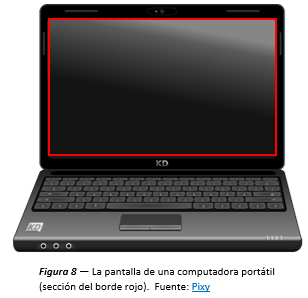 KD
KD
Figura 8 — La pantalla de una computadora portátil
(sección del borde rojo). Fuente: Pixy